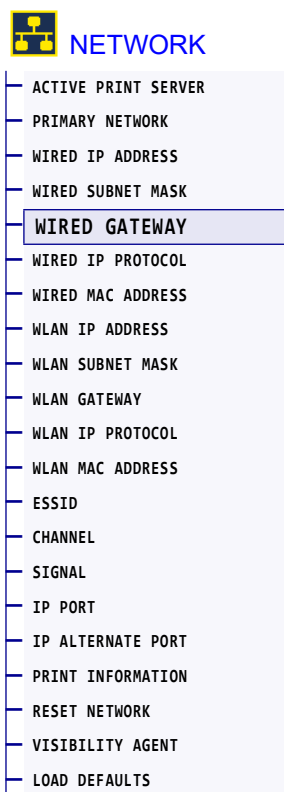 NETWORK
ACTIVE PRINT SERVER
PRIMARY NETWORK
WIRED IP ADDRESS
WIRED SUBNET MASK
WIRED GATEWAY
WIRED IP PROTOCOL
WIRED MAC ADDRESS
WLAN IP ADDRESS
WLAN SUBNET MASK
WLAN GATEWAY
WLAN IP PROTOCOL
WLAN MAC ADDRESS
ESSID
CHANNEL
SIGNAL
IP PORT
IP ALTERNATE PORT
PRINT INFORMATION
RESET NETWORK
VISIBILITY AGENT
LOAD DEFAULTS